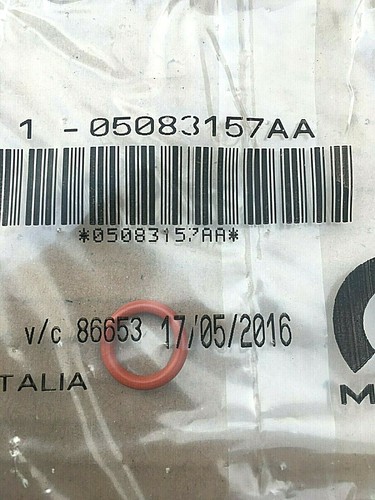 1 - 05083157AA
*05083157AA*
v/c 86653 17/05/2016
TALIA
M